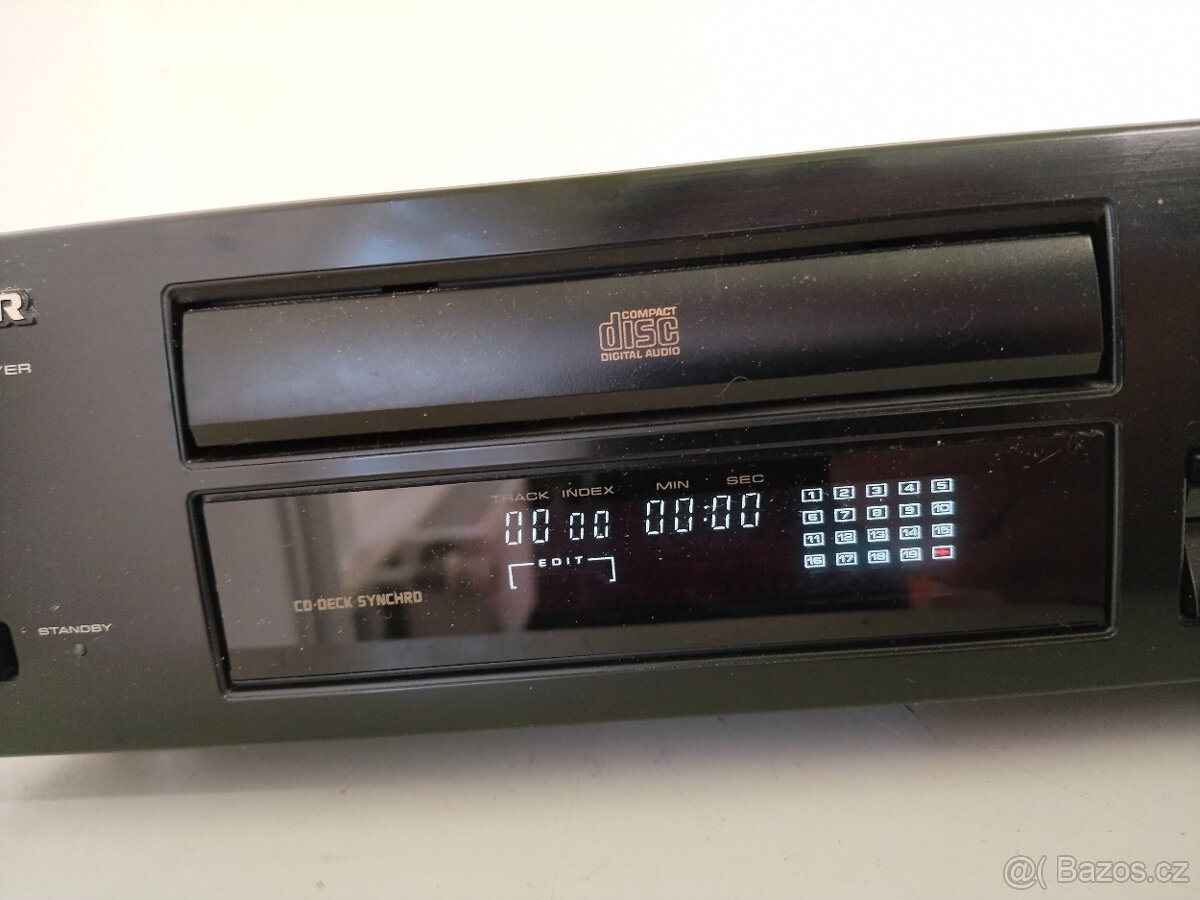 R
YER
COMPACT
disc
DIGITAL AUDIO
TRACK INDEX MIN SEC
00 00 00:00
EDIT
1 2 3 4 5
6 7 8 9 10
11 12 13 14 15
16 17 18 19
CD·DECK SYNCHRO
STANDBY
@( Bazos.cz